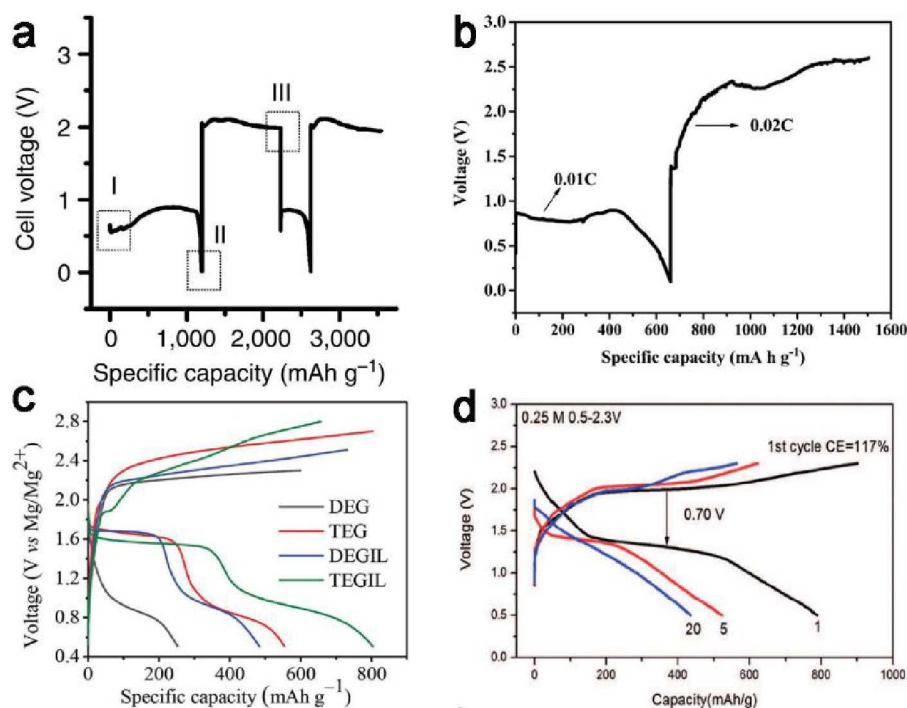 a
3
2
1
0
Cell voltage (V)
I
II
III
0
1,000
2,000
3,000
Specific capacity (mAh g⁻¹)
b
3.0
2.5
2.0
1.5
1.0
0.5
0.0
Voltage (V)
0.01C
0.02C
0
200
400
600
800
1000
1200
1400
1600
Specific capacity (mA h g⁻¹)
c
2.8
2.4
2.0
1.6
1.2
0.8
0.4
Voltage (V vs Mg/Mg²⁺)
DEG
TEG
DEGIL
TEGIL
0
200
400
600
800
Specific capacity (mAh g⁻¹)
d
3.0
2.5
2.0
1.5
1.0
0.5
0.0
Voltage (V)
0.25 M 0.5-2.3V
1st cycle CE=117%
0.70 V
20
5
1
0
200
400
600
800
1000
Capacity(mAh/g)